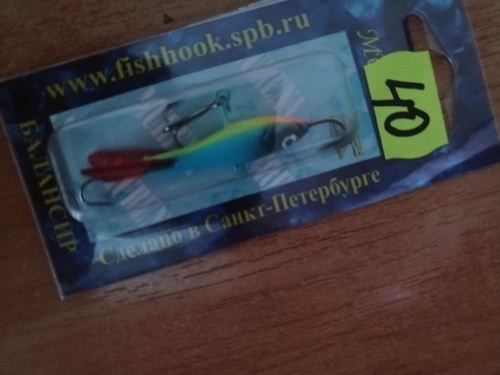 www.fishhook.spb.ru
БАЛАНСИР
40
Сделано в Санкт-Петербурге